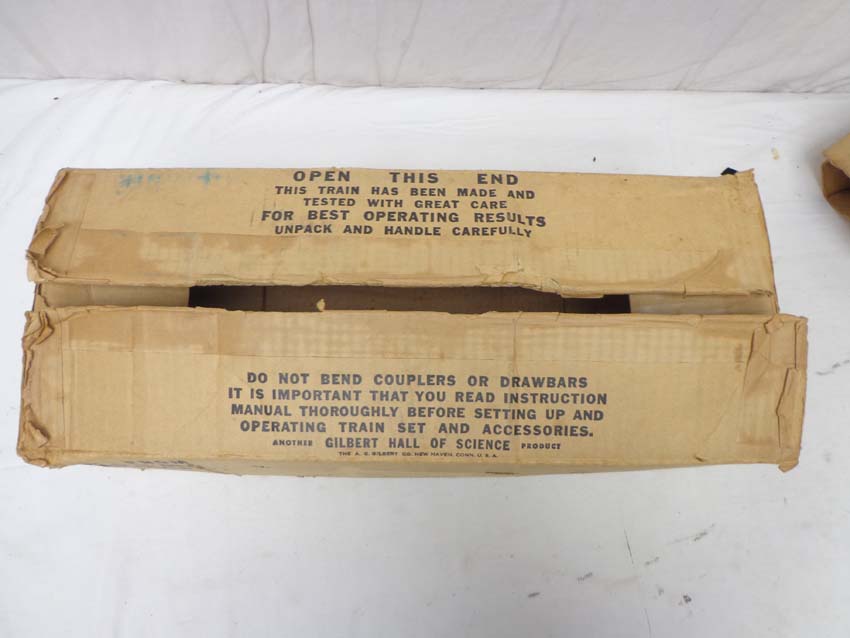 OPEN THIS END
THIS TRAIN HAS BEEN MADE AND
TESTED WITH GREAT CARE
FOR BEST OPERATING RESULTS
UNPACK AND HANDLE CAREFULLY
DO NOT BEND COUPLERS OR DRAWBARS
IT IS IMPORTANT THAT YOU READ INSTRUCTION
MANUAL THOROUGHLY BEFORE SETTING UP AND
OPERATING TRAIN SET AND ACCESSORIES.
ANOTHER GILBERT HALL OF SCIENCE PRODUCT
THE A. C. GILBERT CO. NEW HAVEN, CONN. U. S. A.